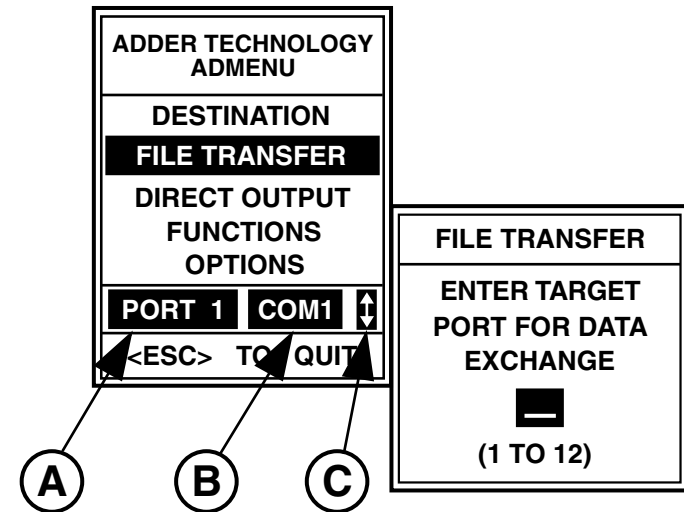 ADDER TECHNOLOGY
ADMENU
DESTINATION
FILE TRANSFER
DIRECT OUTPUT
FUNCTIONS
OPTIONS
PORT 1 COM1
<ESC> TO QUIT
FILE TRANSFER
ENTER TARGET
PORT FOR DATA
EXCHANGE
(1 TO 12)
A B C